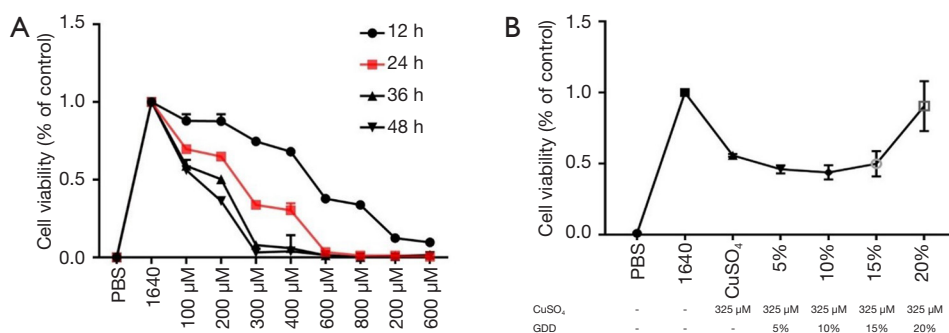 A
Cell viability (% of control)
1.5
1.0
0.5
0.0
12 h
24 h
36 h
48 h
PBS
1640
100 μM
200 μM
300 μM
400 μM
600 μM
800 μM
200 μM
600 μM
B
Cell viability (% of control)
1.5
1.0
0.5
0.0
PBS
1640
CuSO₄
5%
10%
15%
20%
CuSO₄ - - 325 μM 325 μM 325 μM 325 μM 325 μM
GDD - - - 5% 10% 15% 20%